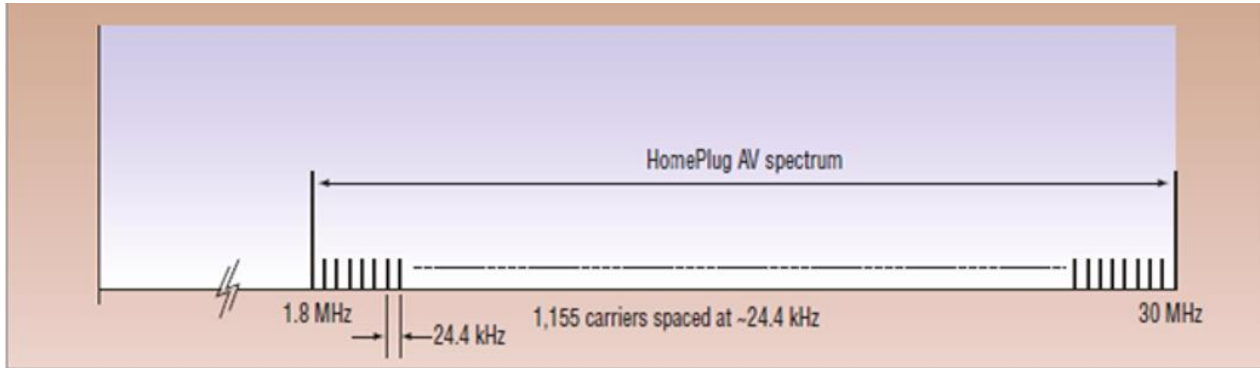 HomePlug AV spectrum
1.8 MHz
1,155 carriers spaced at ~24.4 kHz
30 MHz
24.4 kHz